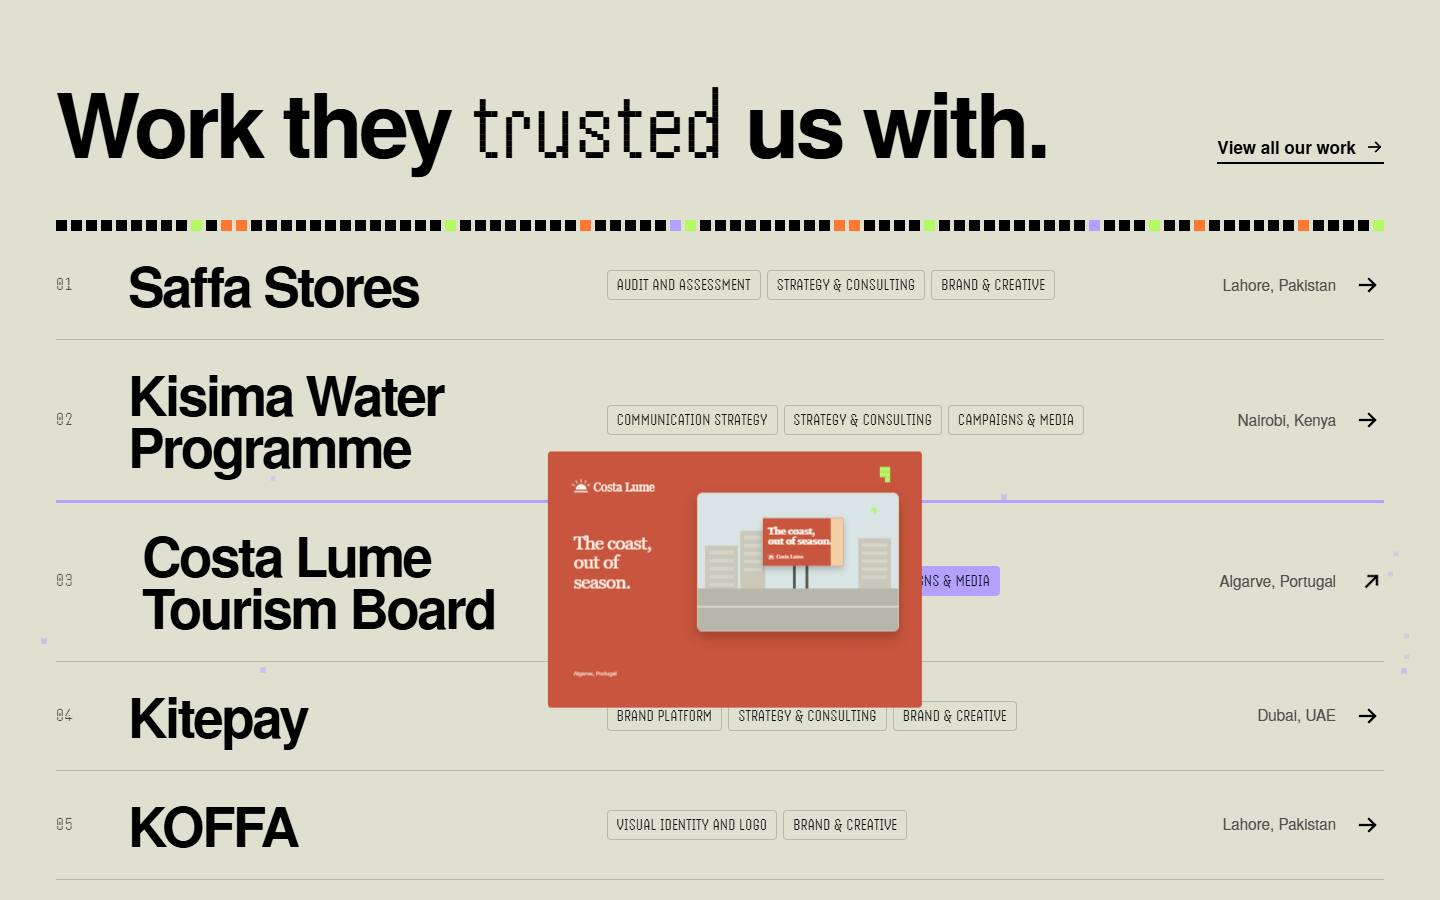 Work they trusted us with.
View all our work
01
Saffa Stores
AUDIT AND ASSESSMENT
STRATEGY & CONSULTING
BRAND & CREATIVE
Lahore, Pakistan
02
Kisima Water
Programme
COMMUNICATION STRATEGY
STRATEGY & CONSULTING
CAMPAIGNS & MEDIA
Nairobi, Kenya
03
Costa Lume
Tourism Board
Costa Lume
The coast,
out of
season.
The coast,
out of season.
Costa Lume
Algarve, Portugal
& MEDIA
Algarve, Portugal
04
Kitepay
BRAND PLATFORM
STRATEGY & CONSULTING
BRAND & CREATIVE
Dubai, UAE
05
KOFFA
VISUAL IDENTITY AND LOGO
BRAND & CREATIVE
Lahore, Pakistan